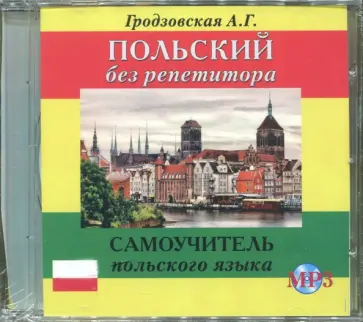 Гродзовская А.Г.
ПОЛЬСКИЙ
без репетитора
САМОУЧИТЕЛЬ
польского языка
MP3